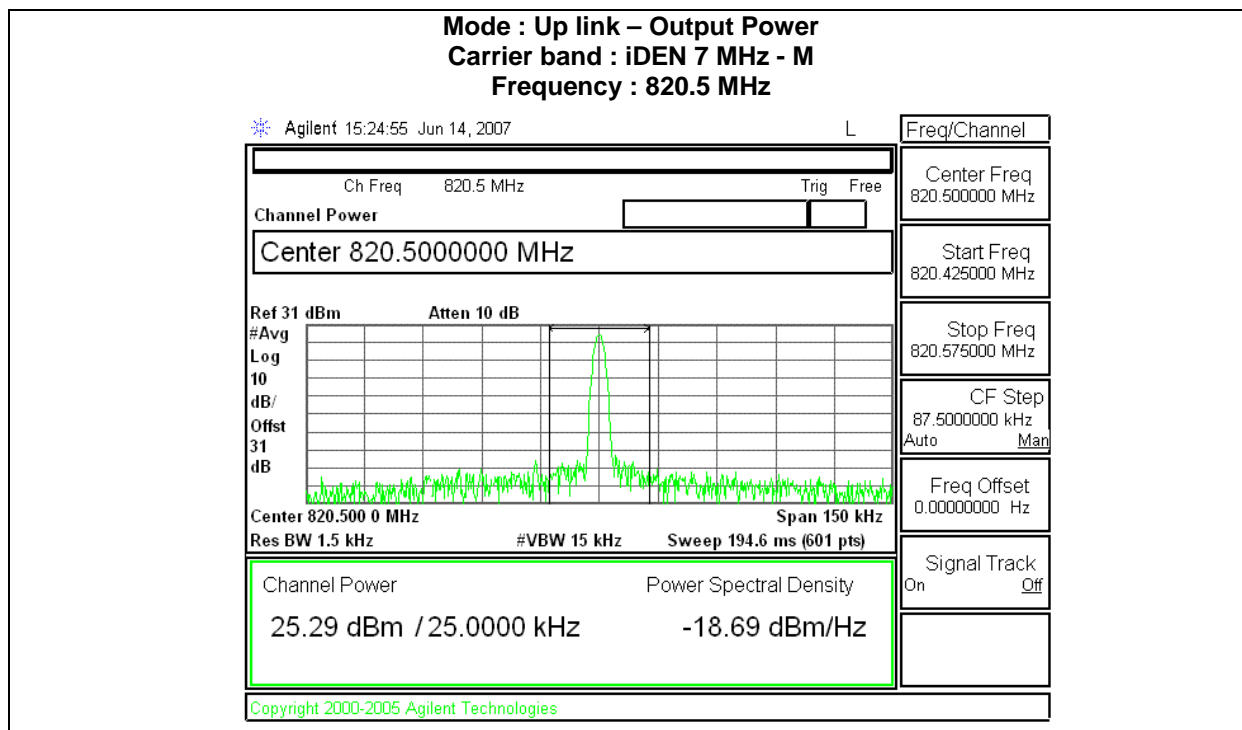 Mode : Up link – Output Power
Carrier band : iDEN 7 MHz - M
Frequency : 820.5 MHz
Agilent 15:24:55 Jun 14, 2007 L
Freq/Channel
Ch Freq 820.5 MHz Trig Free
Channel Power
Center 820.5000000 MHz
Ref 31 dBm Atten 10 dB
#Avg
Log
10
dB/
Offst
31
dB
Center 820.500 0 MHz Span 150 kHz
Res BW 1.5 kHz #VBW 15 kHz Sweep 194.6 ms (601 pts)
Channel Power Power Spectral Density
25.29 dBm / 25.0000 kHz -18.69 dBm/Hz
Center Freq
820.500000 MHz
Start Freq
820.425000 MHz
Stop Freq
820.575000 MHz
CF Step
87.5000000 kHz
Auto Man
Freq Offset
0.00000000 Hz
Signal Track
On Off
Copyright 2000-2005 Agilent Technologies